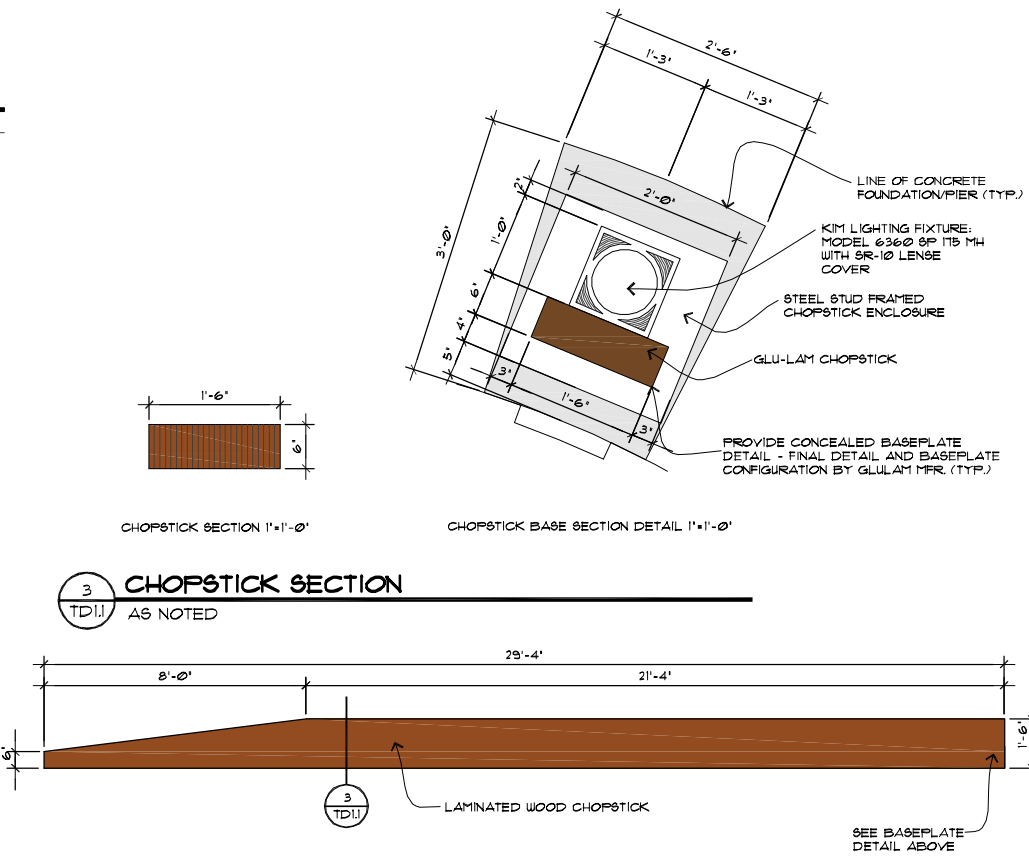 2'-6"
1'-3"
1'-3"
2"
2'-0"
1'-0"
3'-0"
6"
4"
5"
3"
1'-6"
3"
LINE OF CONCRETE
FOUNDATION/PIER (TYP.)
KIM LIGHTING FIXTURE:
MODEL 6360 SP 175 MH
WITH SR-10 LENSE
COVER
STEEL STUD FRAMED
CHOPSTICK ENCLOSURE
GLU-LAM CHOPSTICK
PROVIDE CONCEALED BASEPLATE
DETAIL - FINAL DETAIL AND BASEPLATE
CONFIGURATION BY GLULAM MFR. (TYP.)
1'-6"
6"
CHOPSTICK SECTION 1"=1'-0"
CHOPSTICK BASE SECTION DETAIL 1"=1'-0"
3
TD1.1
CHOPSTICK SECTION
AS NOTED
29'-4"
8'-0"
21'-4"
6"
1'-6"
3
TD1.1
LAMINATED WOOD CHOPSTICK
SEE BASEPLATE
DETAIL ABOVE